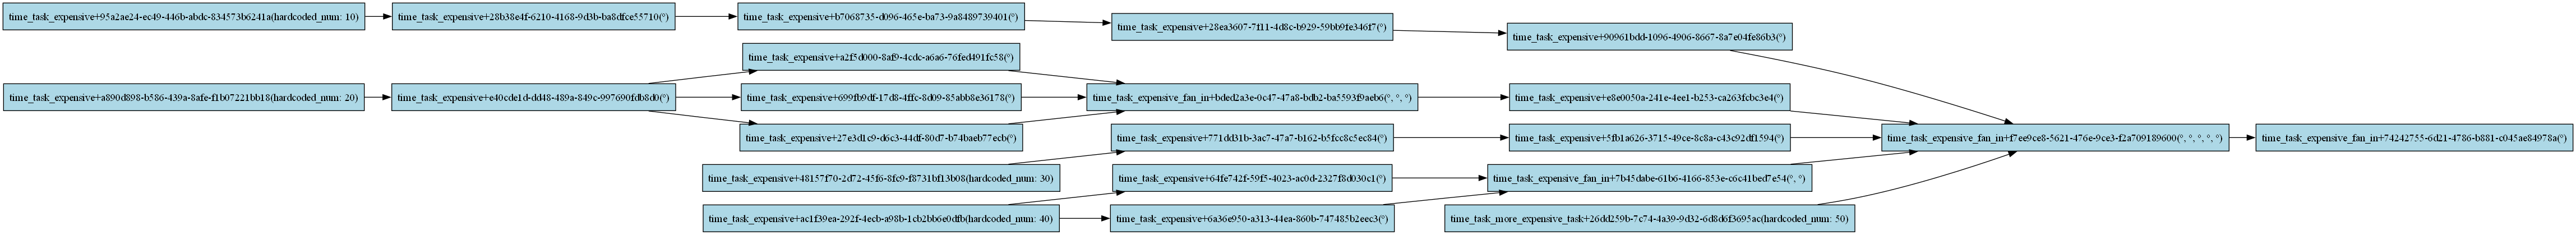 time_task_expensive+95a2ae24-ec49-446b-abdc-834573b6241a(hardcoded_num: 10)
time_task_expensive+28b38e4f-6210-4168-9d3b-ba8dfce55710(°)
time_task_expensive+b7068735-d096-465e-ba73-9a8489739401(°)
time_task_expensive+28ea3607-7f11-4d8c-b929-59bb9fe346f7(°)
time_task_expensive+90961bdd-1096-4906-8667-8a7e04fe86b3(°)
time_task_expensive+a2f5d000-8af9-4cdc-a6a6-76fed491fc58(°)
time_task_expensive+a890d898-b586-439a-8afe-f1b07221bb18(hardcoded_num: 20)
time_task_expensive+e40cde1d-dd48-489a-849c-997690fdb8d0(°)
time_task_expensive+699fb9df-17d8-4ffc-8d09-85abb8e36178(°)
time_task_expensive_fan_in+bded2a3e-0c47-47a8-bdb2-ba5593f9aeb6(°, °, °)
time_task_expensive+e8e0050a-241e-4ee1-b253-ca263fcbc3e4(°)
time_task_expensive+27e3d1c9-d6c3-44df-80d7-b74baeb77ecb(°)
time_task_expensive+771dd31b-3ac7-47a7-b162-b5fcc8c5ec84(°)
time_task_expensive+5fb1a626-3715-49ce-8c8a-c43c92df1594(°)
time_task_expensive_fan_in+f7ee9ce8-5621-476e-9ce3-f2a709189600(°, °, °, °, °)
time_task_expensive_fan_in+74242755-6d21-4786-b881-c045ae84978a(°)
time_task_expensive+48157f70-2d72-45f6-8fc9-f8731bf13b08(hardcoded_num: 30)
time_task_expensive+64fe742f-59f5-4023-ac0d-2327f8d030c1(°)
time_task_expensive_fan_in+7b45dabe-61b6-4166-853e-c6c41bed7e54(°, °)
time_task_expensive+ac1f39ea-292f-4ecb-a98b-1cb2bb6e0dfb(hardcoded_num: 40)
time_task_expensive+6a36e950-a313-44ea-860b-747485b2eec3(°)
time_task_more_expensive_task+26dd259b-7c74-4a39-9d32-6d8d6f3695ac(hardcoded_num: 50)